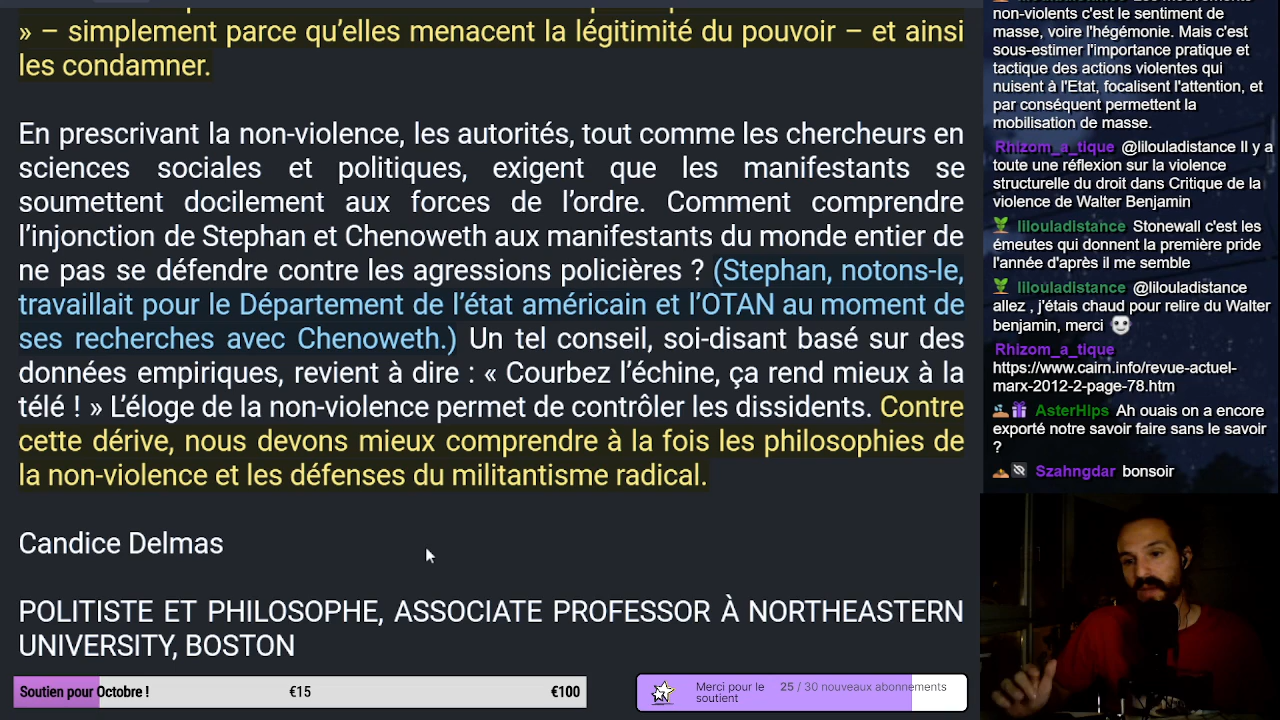 » – simplement parce qu’elles menacent la légitimité du pouvoir – et ainsi
les condamner.
En prescrivant la non-violence, les autorités, tout comme les chercheurs en
sciences sociales et politiques, exigent que les manifestants se
soumettent docilement aux forces de l’ordre. Comment comprendre
l’injonction de Stephan et Chenoweth aux manifestants du monde entier de
ne pas se défendre contre les agressions policières ? (Stephan, notons-le,
travaillait pour le Département de l’état américain et l’OTAN au moment de
ses recherches avec Chenoweth.) Un tel conseil, soi-disant basé sur des
données empiriques, revient à dire : « Courbez l’échine, ça rend mieux à la
télé ! » L’éloge de la non-violence permet de contrôler les dissidents. Contre
cette dérive, nous devons mieux comprendre à la fois les philosophies de
la non-violence et les défenses du militantisme radical.
Candice Delmas
POLITISTE ET PHILOSOPHE, ASSOCIATE PROFESSOR À NORTHEASTERN
UNIVERSITY, BOSTON
Soutien pour Octobre !
€15
€100
Merci pour le
soutien
25 / 30 nouveaux abonnements
non-violents c'est le sentiment de
masse, voire l'hégémonie. Mais c'est
sous-estimer l'importance pratique et
tactique des actions violentes qui
nuisent à l'Etat, focalisent l'attention, et
par conséquent permettent la
mobilisation de masse.
Rhizom_a_tique @lilouladistance Il y a
toute une réflexion sur la violence
structurelle du droit dans Critique de la
violence de Walter Benjamin
lilouladistance Stonewall c'est les
émeutes qui donnent la première pride
l'année d'après il me semble
lilouladistance @lilouladistance
allez , j'étais chaud pour relire du Walter
benjamin, merci
Rhizom_a_tique
https://www.cairn.info/revue-actuel-
marx-2012-2-page-78.htm
AsterHips Ah ouais on a encore
exporté notre savoir faire sans le savoir
?
Szahngdar bonsoir